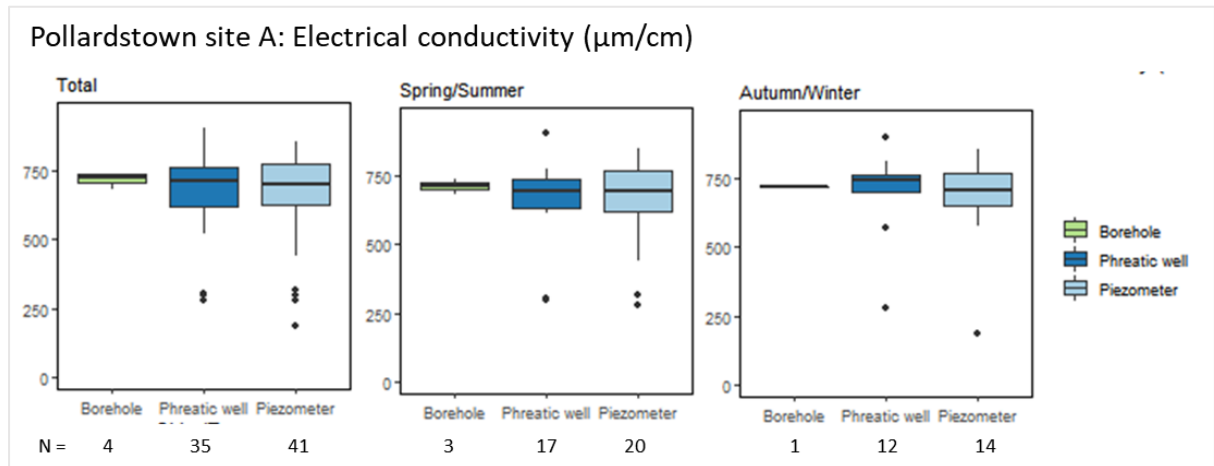 Pollardstown site A: Electrical conductivity (µm/cm)
Total
Spring/Summer
Autumn/Winter
750
500
250
0
750
500
250
0
750
500
250
0
Borehole
Phreatic well
Piezometer
Borehole Phreatic well Piezometer
Borehole Phreatic well Piezometer
Borehole Phreatic well Piezometer
N = 4 35 41 3 17 20 1 12 14